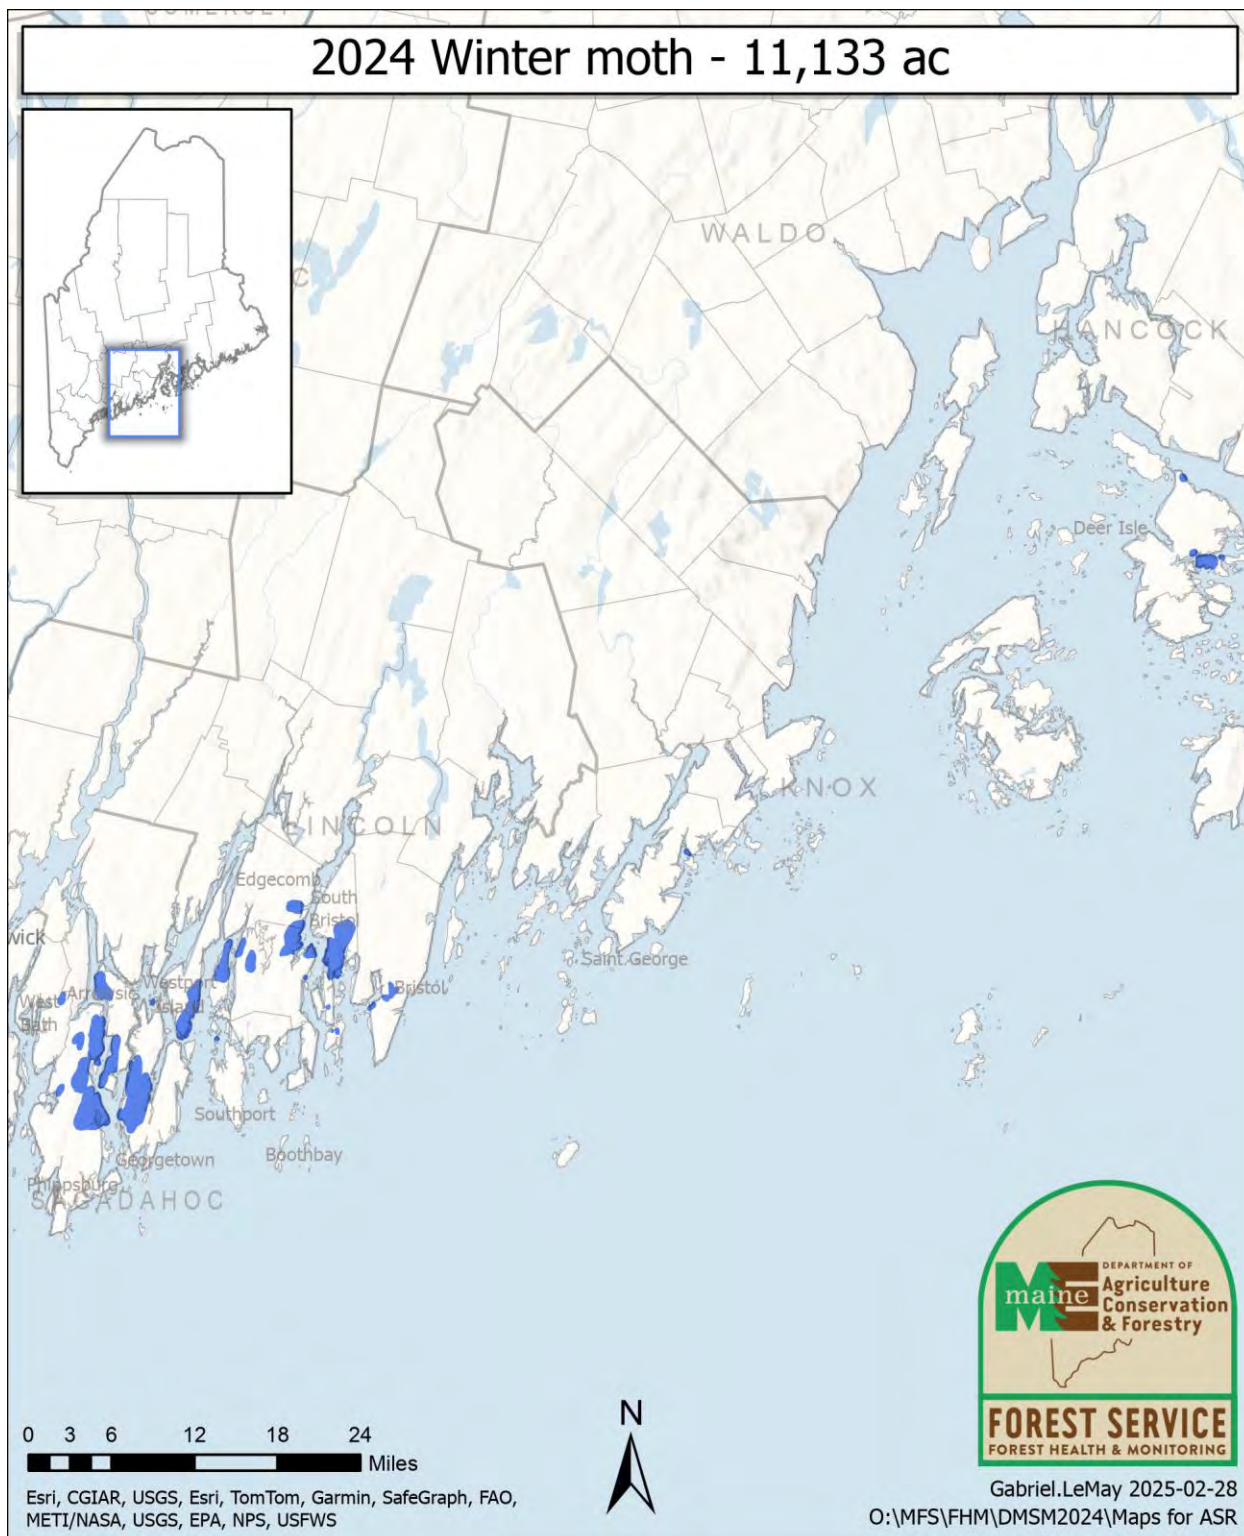 SOMERSET
2024 Winter moth - 11,133 ac
C
WALDO
HANCOCK
Deer Isle
KNOX
LINCOLN
Edgecomb
South
Bristol
wick
Saint George
West
Bath
Arrowsic
Westport
Island
Bristol
Southport
Boothbay
Georgetown
Phippsburg
SAGADAHOC
DEPARTMENT OF
maine
ME
Agriculture
Conservation
& Forestry
FOREST SERVICE
FOREST HEALTH & MONITORING
N
0 3 6 12 18 24
Miles
Esri, CGIAR, USGS, Esri, TomTom, Garmin, SafeGraph, FAO,
METI/NASA, USGS, EPA, NPS, USFWS
Gabriel.LeMay 2025-02-28
O:\MFS\FHM\DMSM2024\Maps for ASR